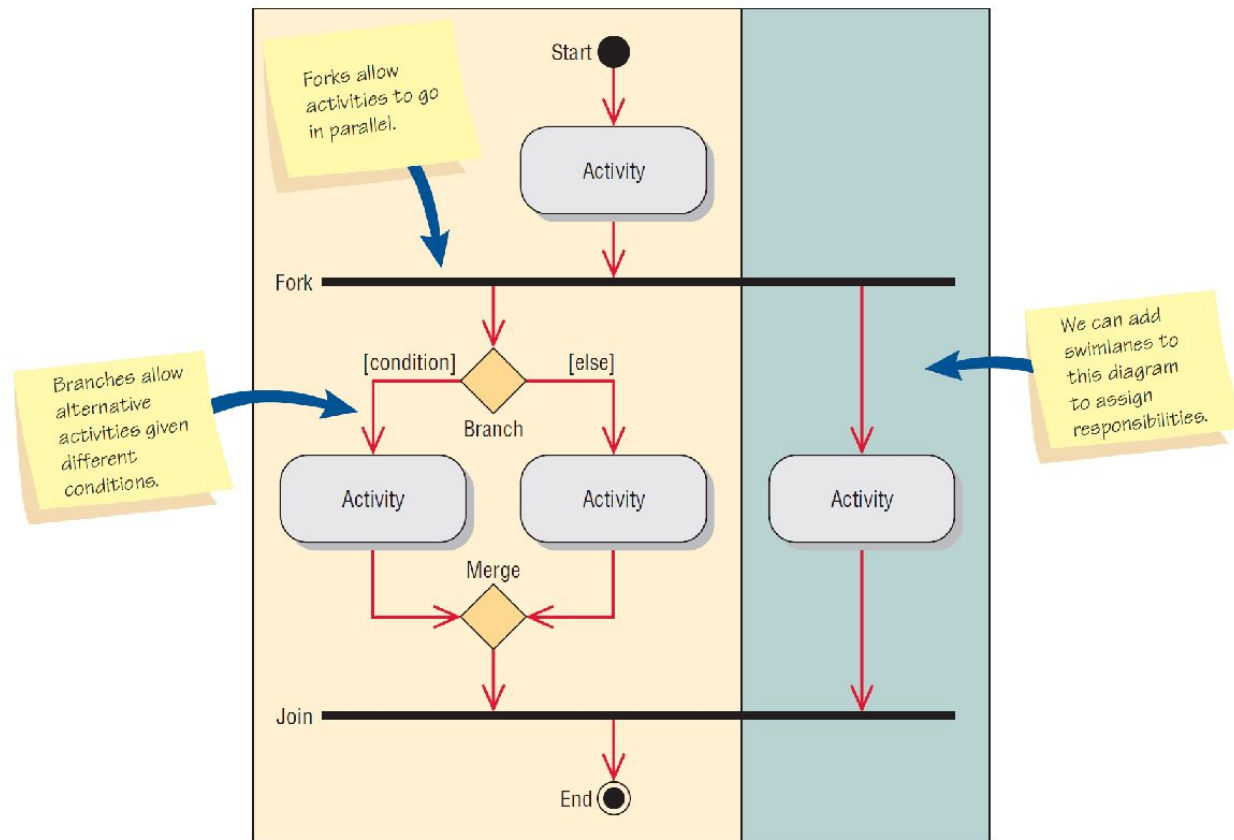 Start
Forks allow
activities to go
in parallel.
Activity
Fork
We can add
swimlanes to
this diagram
to assign
responsibilities.
[condition]
[else]
Branches allow
alternative
activities given
different
conditions.
Branch
Activity
Activity
Activity
Merge
Join
End